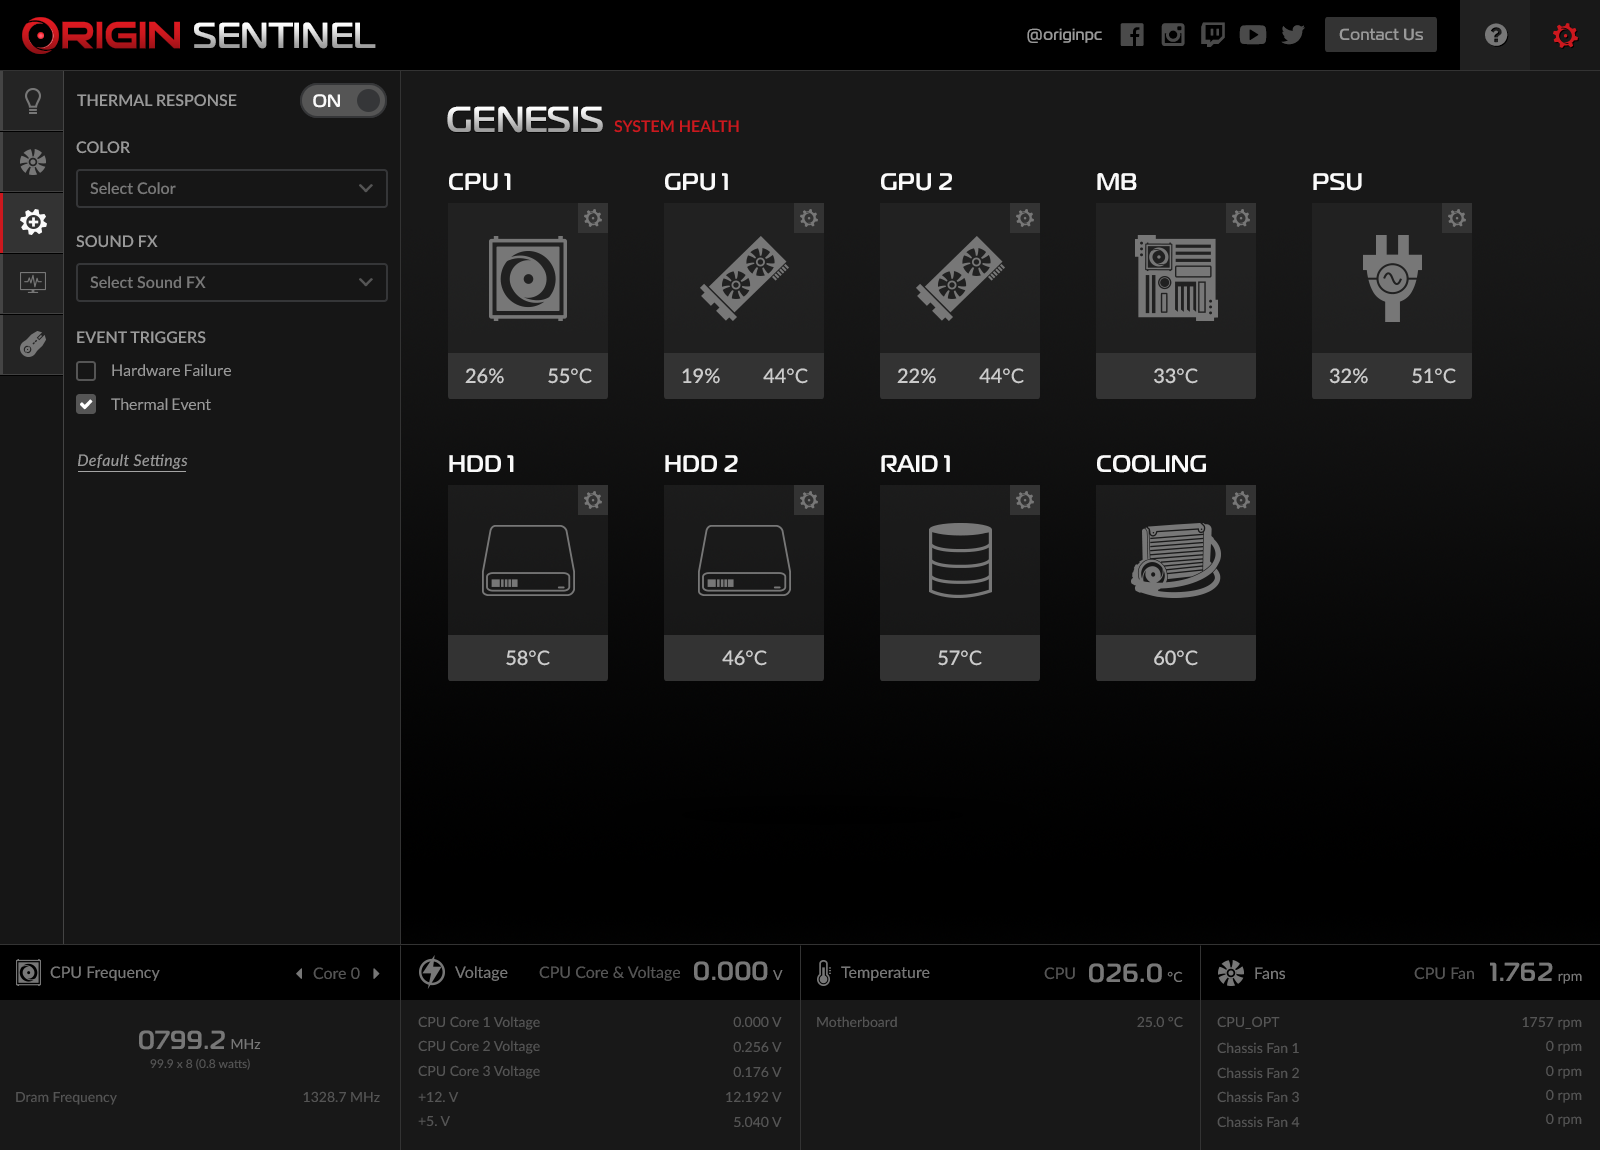 ORIGIN SENTINEL
@originpc
Contact Us
THERMAL RESPONSE
ON
COLOR
Select Color
SOUND FX
Select Sound FX
EVENT TRIGGERS
Hardware Failure
Thermal Event
Default Settings
GENESIS SYSTEM HEALTH
CPU 1 GPU 1 GPU 2 MB PSU
26% 55°C 19% 44°C 22% 44°C 33°C 32% 51°C
HDD 1 HDD 2 RAID 1 COOLING
58°C 46°C 57°C 60°C
CPU Frequency Core 0
0799.2 MHz
99.9 x 8 (0.8 watts)
Dram Frequency 1328.7 MHz
Voltage CPU Core & Voltage 0.000 V
CPU Core 1 Voltage 0.000 V
CPU Core 2 Voltage 0.256 V
CPU Core 3 Voltage 0.176 V
+12. V 12.192 V
+5. V 5.040 V
Temperature CPU 026.0 °C
Motherboard 25.0 °C
Fans CPU Fan 1.762 rpm
CPU_OPT 1757 rpm
Chassis Fan 1 0 rpm
Chassis Fan 2 0 rpm
Chassis Fan 3 0 rpm
Chassis Fan 4 0 rpm